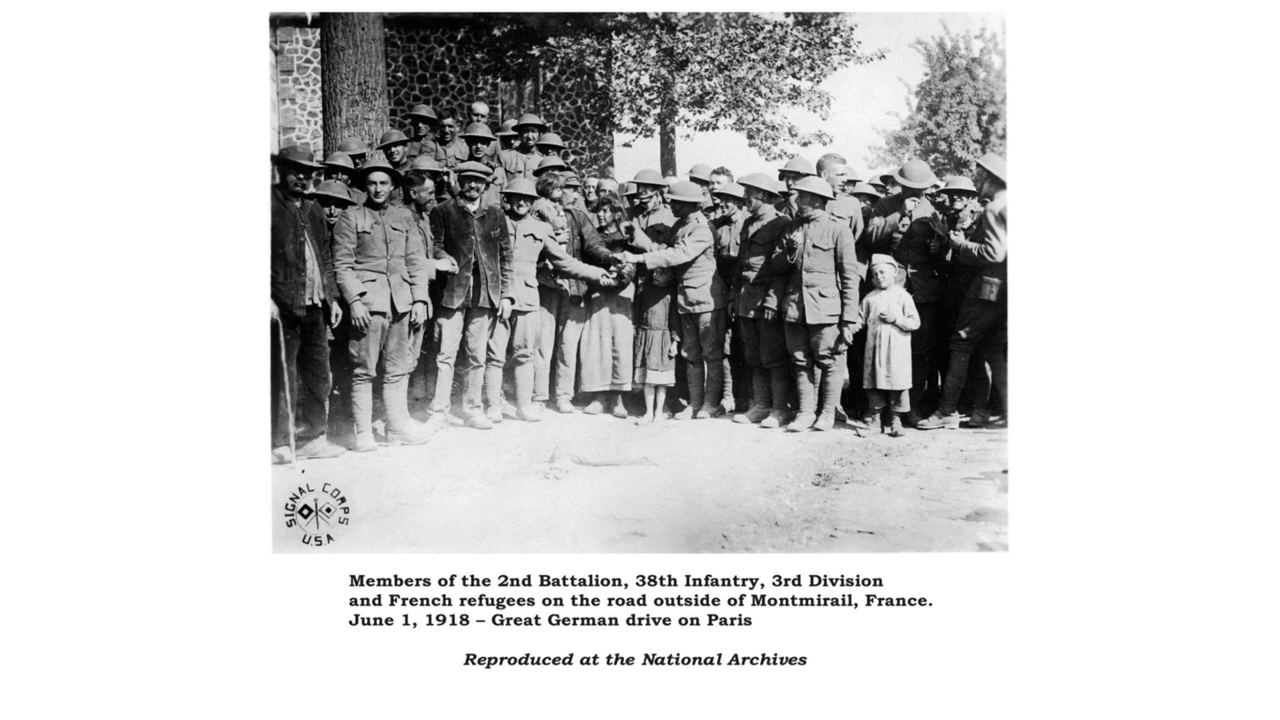 SIGNAL CORPS
U.S.A
Members of the 2nd Battalion, 38th Infantry, 3rd Division
and French refugees on the road outside of Montmirail, France.
June 1, 1918 – Great German drive on Paris
Reproduced at the National Archives